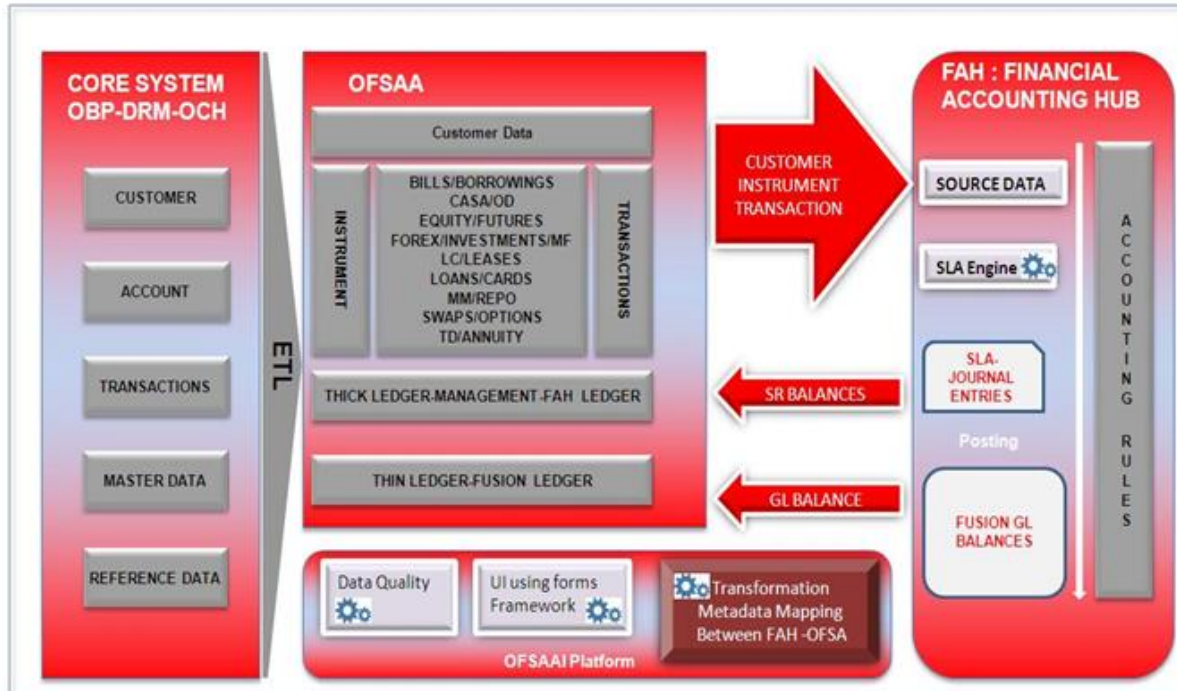 CORE SYSTEM
OBP-DRM-OCH
CUSTOMER
ACCOUNT
TRANSACTIONS
MASTER DATA
REFERENCE DATA
ETL
OFSAA
Customer Data
INSTRUMENT
BILLS/BORROWINGS
CASA/OD
EQUITY/FUTURES
FOREX/INVESTMENTS/MF
LC/LEASES
LOANS/CARDS
MM/REPO
SWAPS/OPTIONS
TD/ANNUITY
TRANSACTIONS
THICK LEDGER-MANAGEMENT-FAH LEDGER
THIN LEDGER-FUSION LEDGER
Data Quality
UI using forms
Framework
Transformation
Metadata Mapping
Between FAH -OFSA
OFSAAI Platform
CUSTOMER
INSTRUMENT
TRANSACTION
SR BALANCES
GL BALANCE
FAH : FINANCIAL
ACCOUNTING HUB
SOURCE DATA
SLA Engine
SLA-
JOURNAL
ENTRIES
Posting
FUSION GL
BALANCES
ACCOUNTING RULES